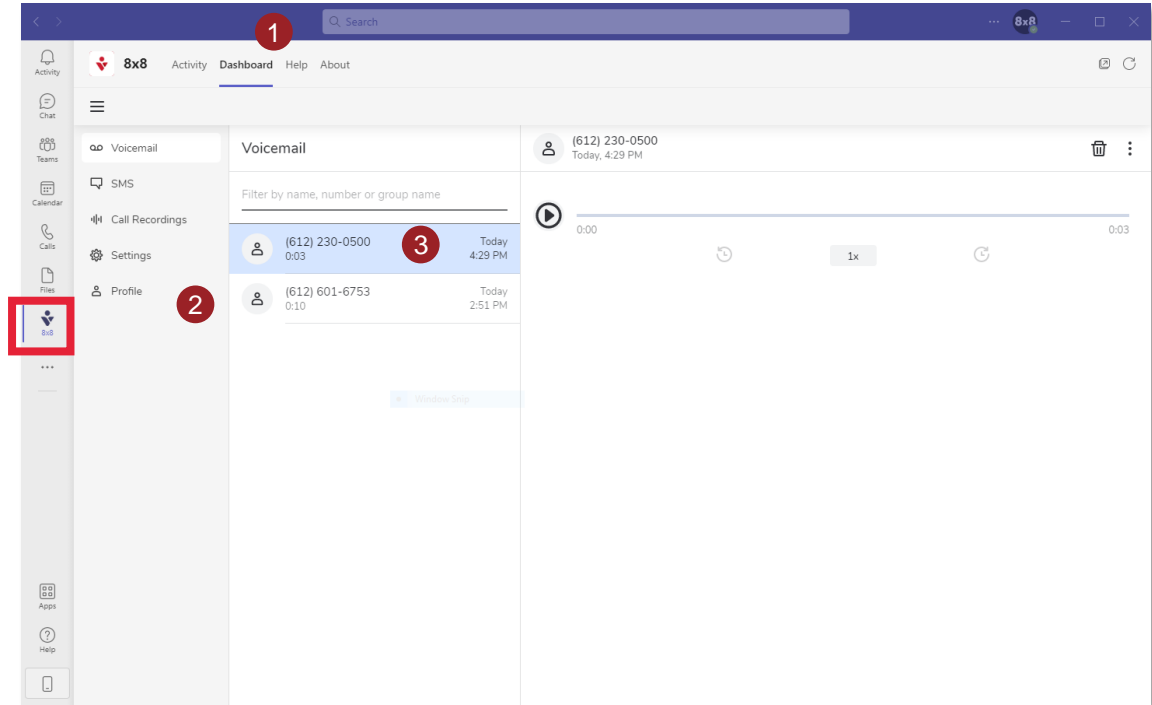 Search
8x8
1
Activity
Chat
Teams
Calendar
Calls
Files
8x8
Apps
Help
8x8 Activity Dashboard Help About
Voicemail
SMS
Call Recordings
Settings
Profile
2
Voicemail
Filter by name, number or group name
(612) 230-0500 Today
0:03 4:29 PM
3
(612) 601-6753 Today
0:10 2:51 PM
Window Snip
(612) 230-0500
Today, 4:29 PM
0:00 0:03
1x